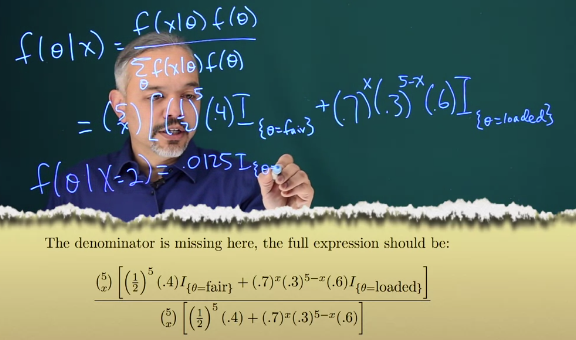 f(θ|x) = f(x|θ) f(θ) / Σ_θ f(x|θ) f(θ)
= (5 x) [(1/2)^5 (.4) I_{θ=fair} + (.7)^x (.3)^{5-x} (.6) I_{θ=loaded}
f(θ|X=2) = .0125 I_{θ=
The denominator is missing here, the full expression should be:
(5 x) [(1/2)^5 (.4) I_{θ=fair} + (.7)^x (.3)^{5−x} (.6) I_{θ=loaded}]
(5 x) [(1/2)^5 (.4) + (.7)^x (.3)^{5−x} (.6)]